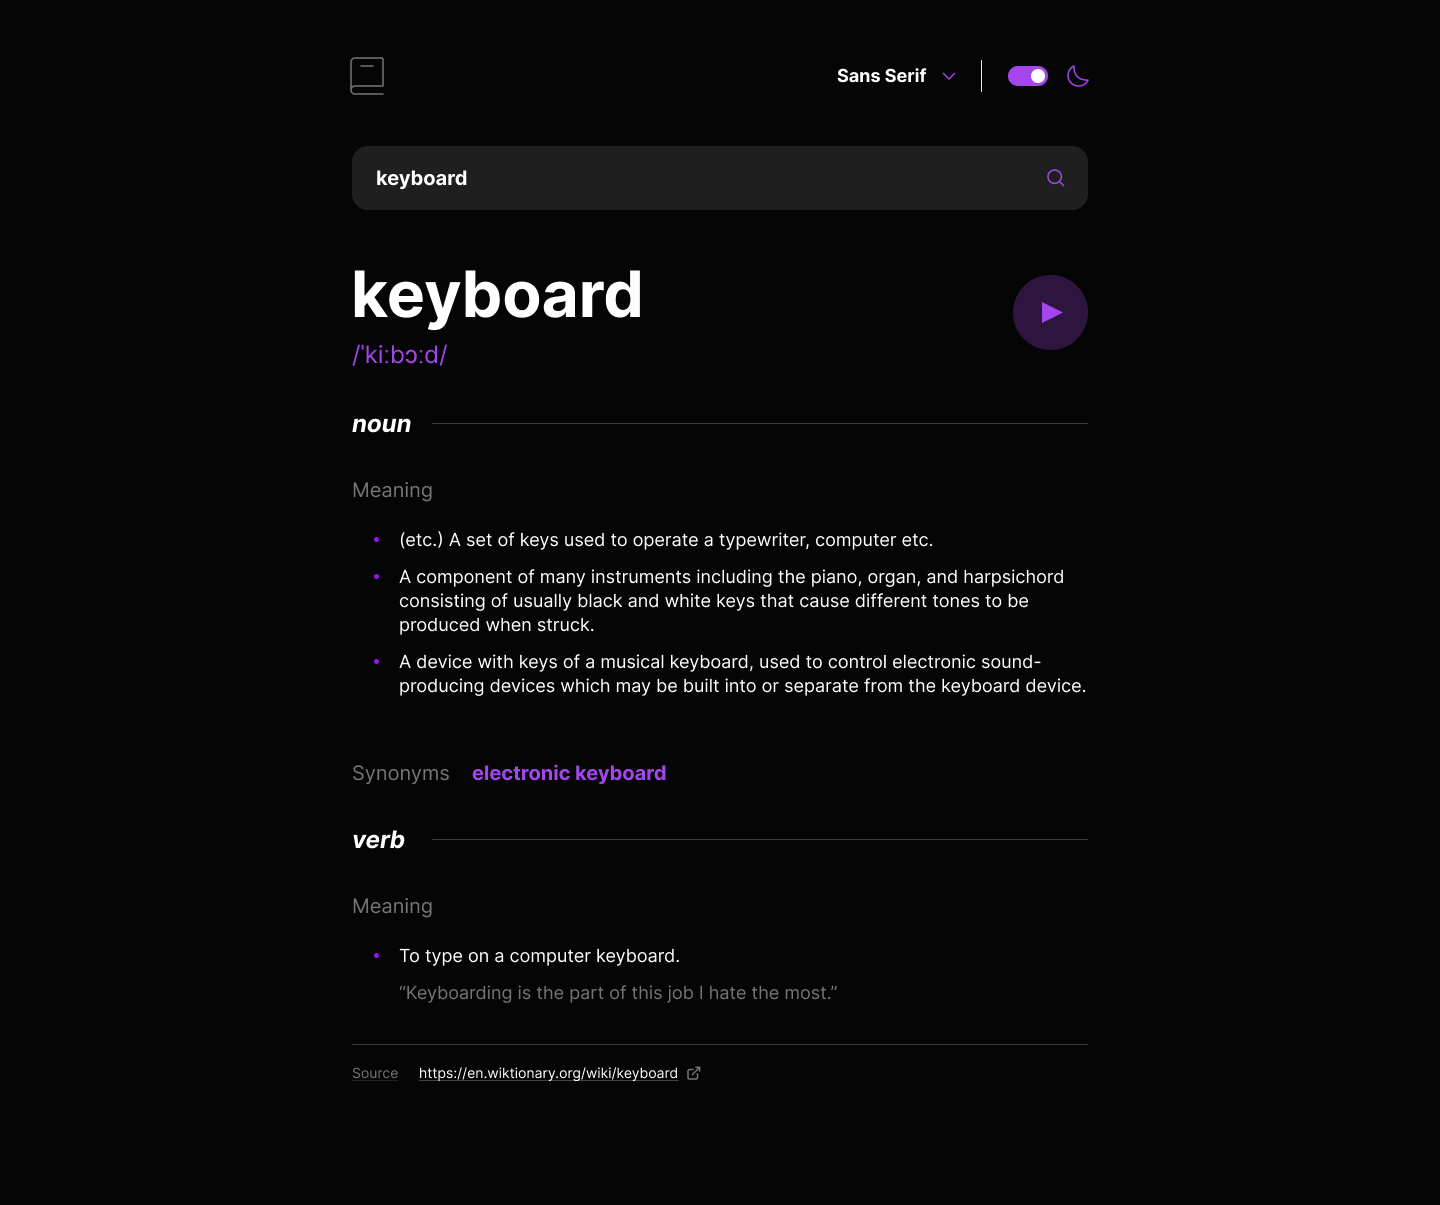 Sans Serif
keyboard
keyboard
/ˈkiːbɔːd/
noun
Meaning
(etc.) A set of keys used to operate a typewriter, computer etc.
A component of many instruments including the piano, organ, and harpsichord
consisting of usually black and white keys that cause different tones to be
produced when struck.
A device with keys of a musical keyboard, used to control electronic sound-
producing devices which may be built into or separate from the keyboard device.
Synonyms electronic keyboard
verb
Meaning
To type on a computer keyboard.
“Keyboarding is the part of this job I hate the most.”
Source https://en.wiktionary.org/wiki/keyboard